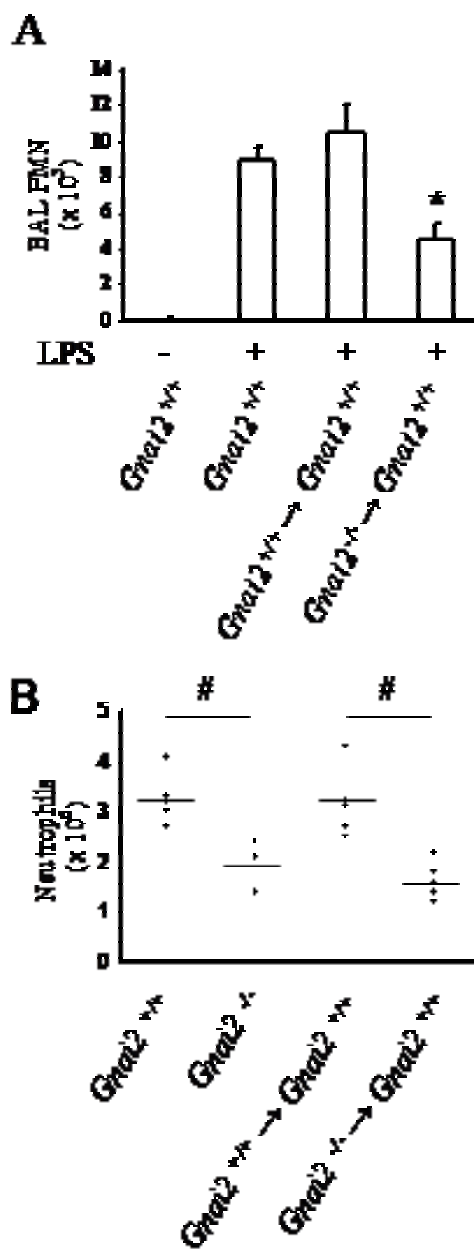 A
BAL PMN
(x 10⁵)
14
12
10
8
6
4
2
0
*
LPS - + + +
Gnai2 +/+
Gnai2 +/+
Gnai2 +/+ → Gnai2 +/+
Gnai2 -/- → Gnai2 +/+
B
Neutrophils
(x 10⁶)
5
4
3
2
1
0
# #
Gnai2 +/+
Gnai2 -/-
Gnai2 +/+ → Gnai2 +/+
Gnai2 -/- → Gnai2 +/+